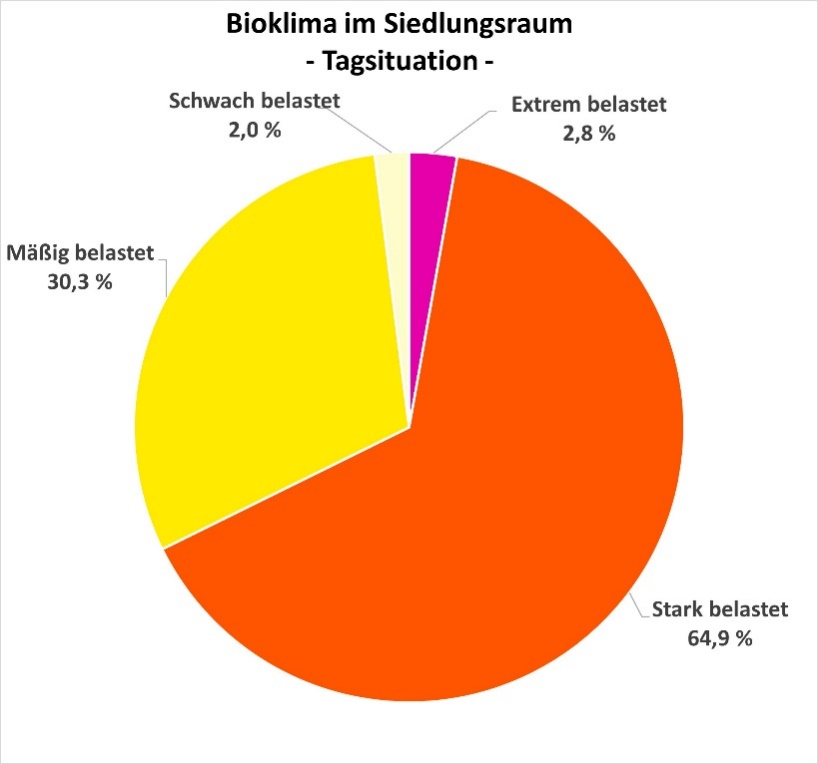 Bioklima im Siedlungsraum
- Tagsituation -
Schwach belastet
2,0 %
Extrem belastet
2,8 %
Mäßig belastet
30,3 %
Stark belastet
64,9 %